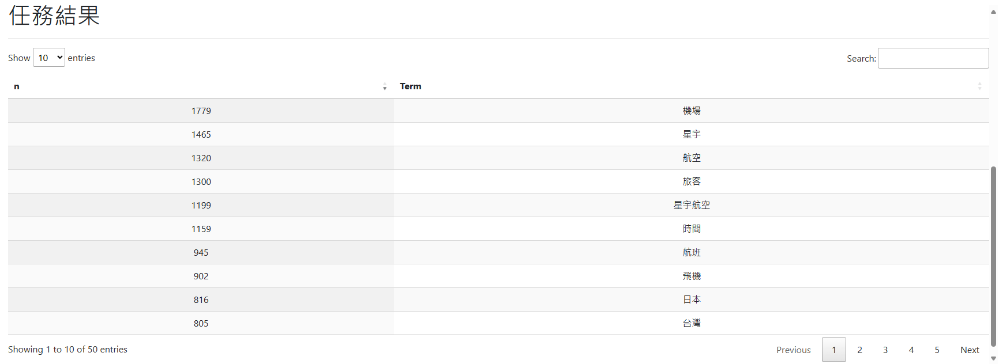 任務結果
Show 10 entries
Search:
n Term
1779 機場
1465 星宇
1320 航空
1300 旅客
1199 星宇航空
1159 時間
945 航班
902 飛機
816 日本
805 台灣
Showing 1 to 10 of 50 entries
Previous 1 2 3 4 5 Next